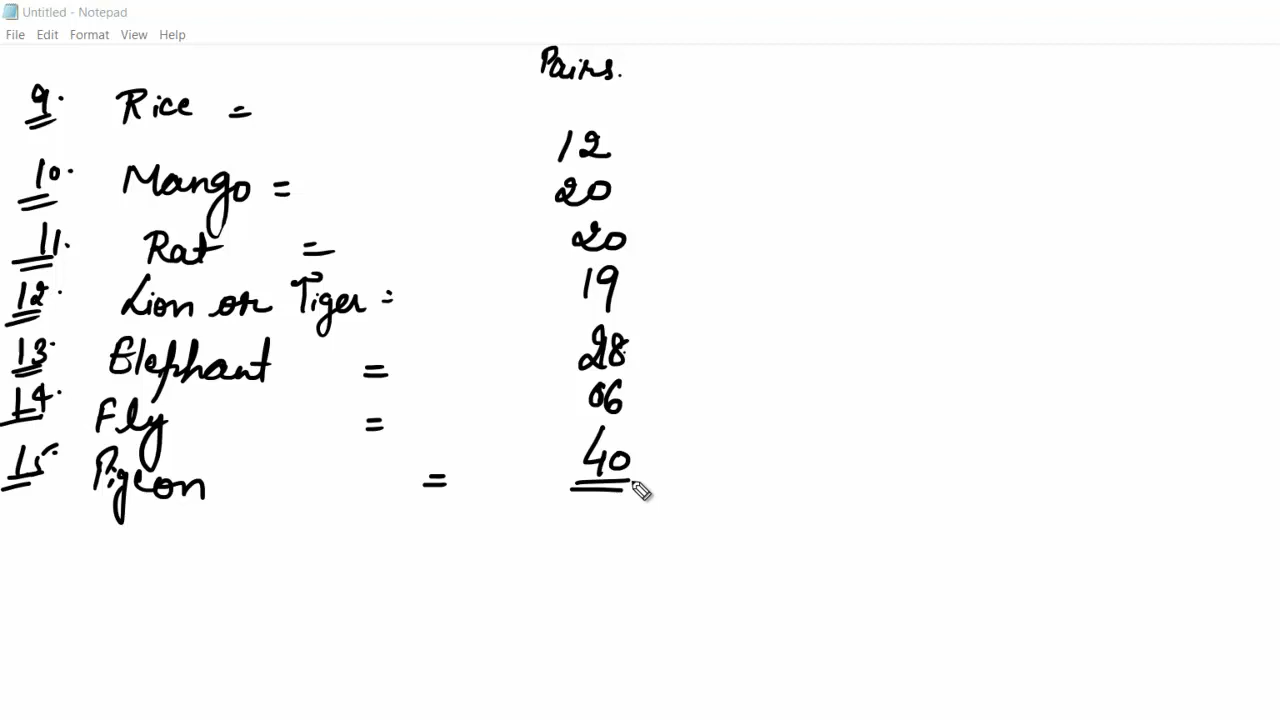 Untitled - Notepad
File Edit Format View Help
Pairs.
9. Rice = 12
10. Mango = 20
11. Rat = 20
12. Lion or Tiger = 19
13. Elephant = 28
14. Fly = 06
15. Pigeon = 40